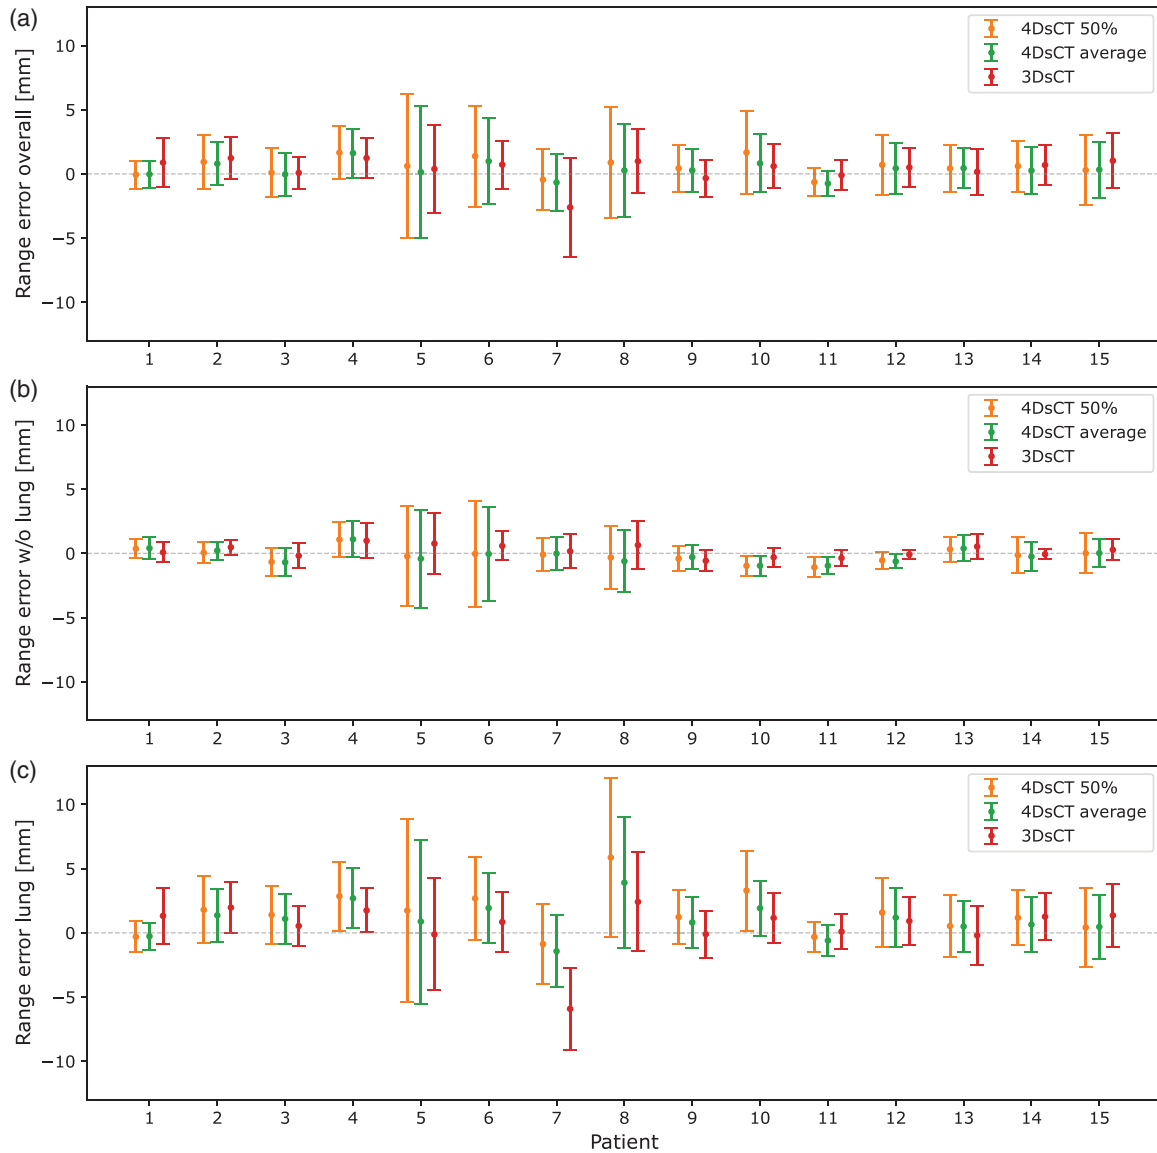 (a)
Range error overall [mm]
10
5
0
−5
−10
4DsCT 50%
4DsCT average
3DsCT
1 2 3 4 5 6 7 8 9 10 11 12 13 14 15
(b)
Range error w/o lung [mm]
10
5
0
−5
−10
4DsCT 50%
4DsCT average
3DsCT
1 2 3 4 5 6 7 8 9 10 11 12 13 14 15
(c)
Range error lung [mm]
10
5
0
−5
−10
4DsCT 50%
4DsCT average
3DsCT
1 2 3 4 5 6 7 8 9 10 11 12 13 14 15
Patient